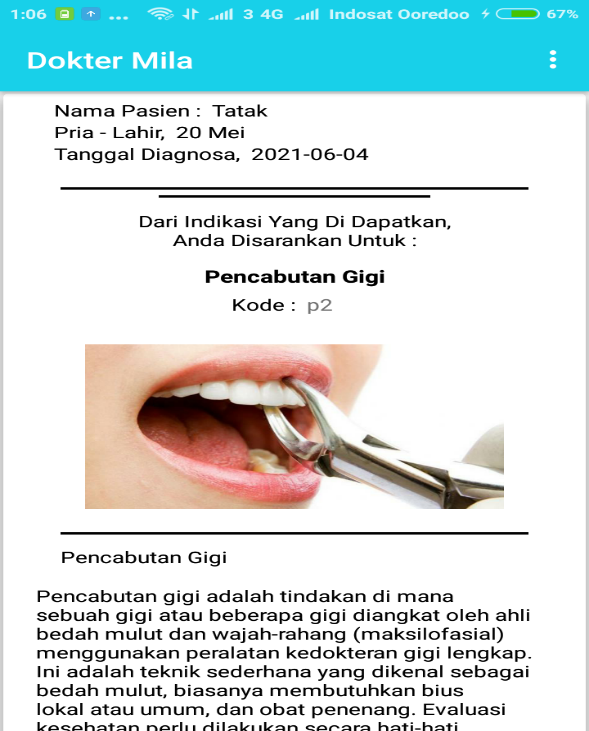 1:06 ... 3 4G Indosat Ooredoo 67%
Dokter Mila
Nama Pasien : Tatak
Pria - Lahir, 20 Mei
Tanggal Diagnosa, 2021-06-04
Dari Indikasi Yang Di Dapatkan,
Anda Disarankan Untuk :
Pencabutan Gigi
Kode : p2
Pencabutan Gigi
Pencabutan gigi adalah tindakan di mana
sebuah gigi atau beberapa gigi diangkat oleh ahli
bedah mulut dan wajah-rahang (maksilofasial)
menggunakan peralatan kedokteran gigi lengkap.
Ini adalah teknik sederhana yang dikenal sebagai
bedah mulut, biasanya membutuhkan bius
lokal atau umum, dan obat penenang. Evaluasi
kesehatan perlu dilakukan secara hati-hati